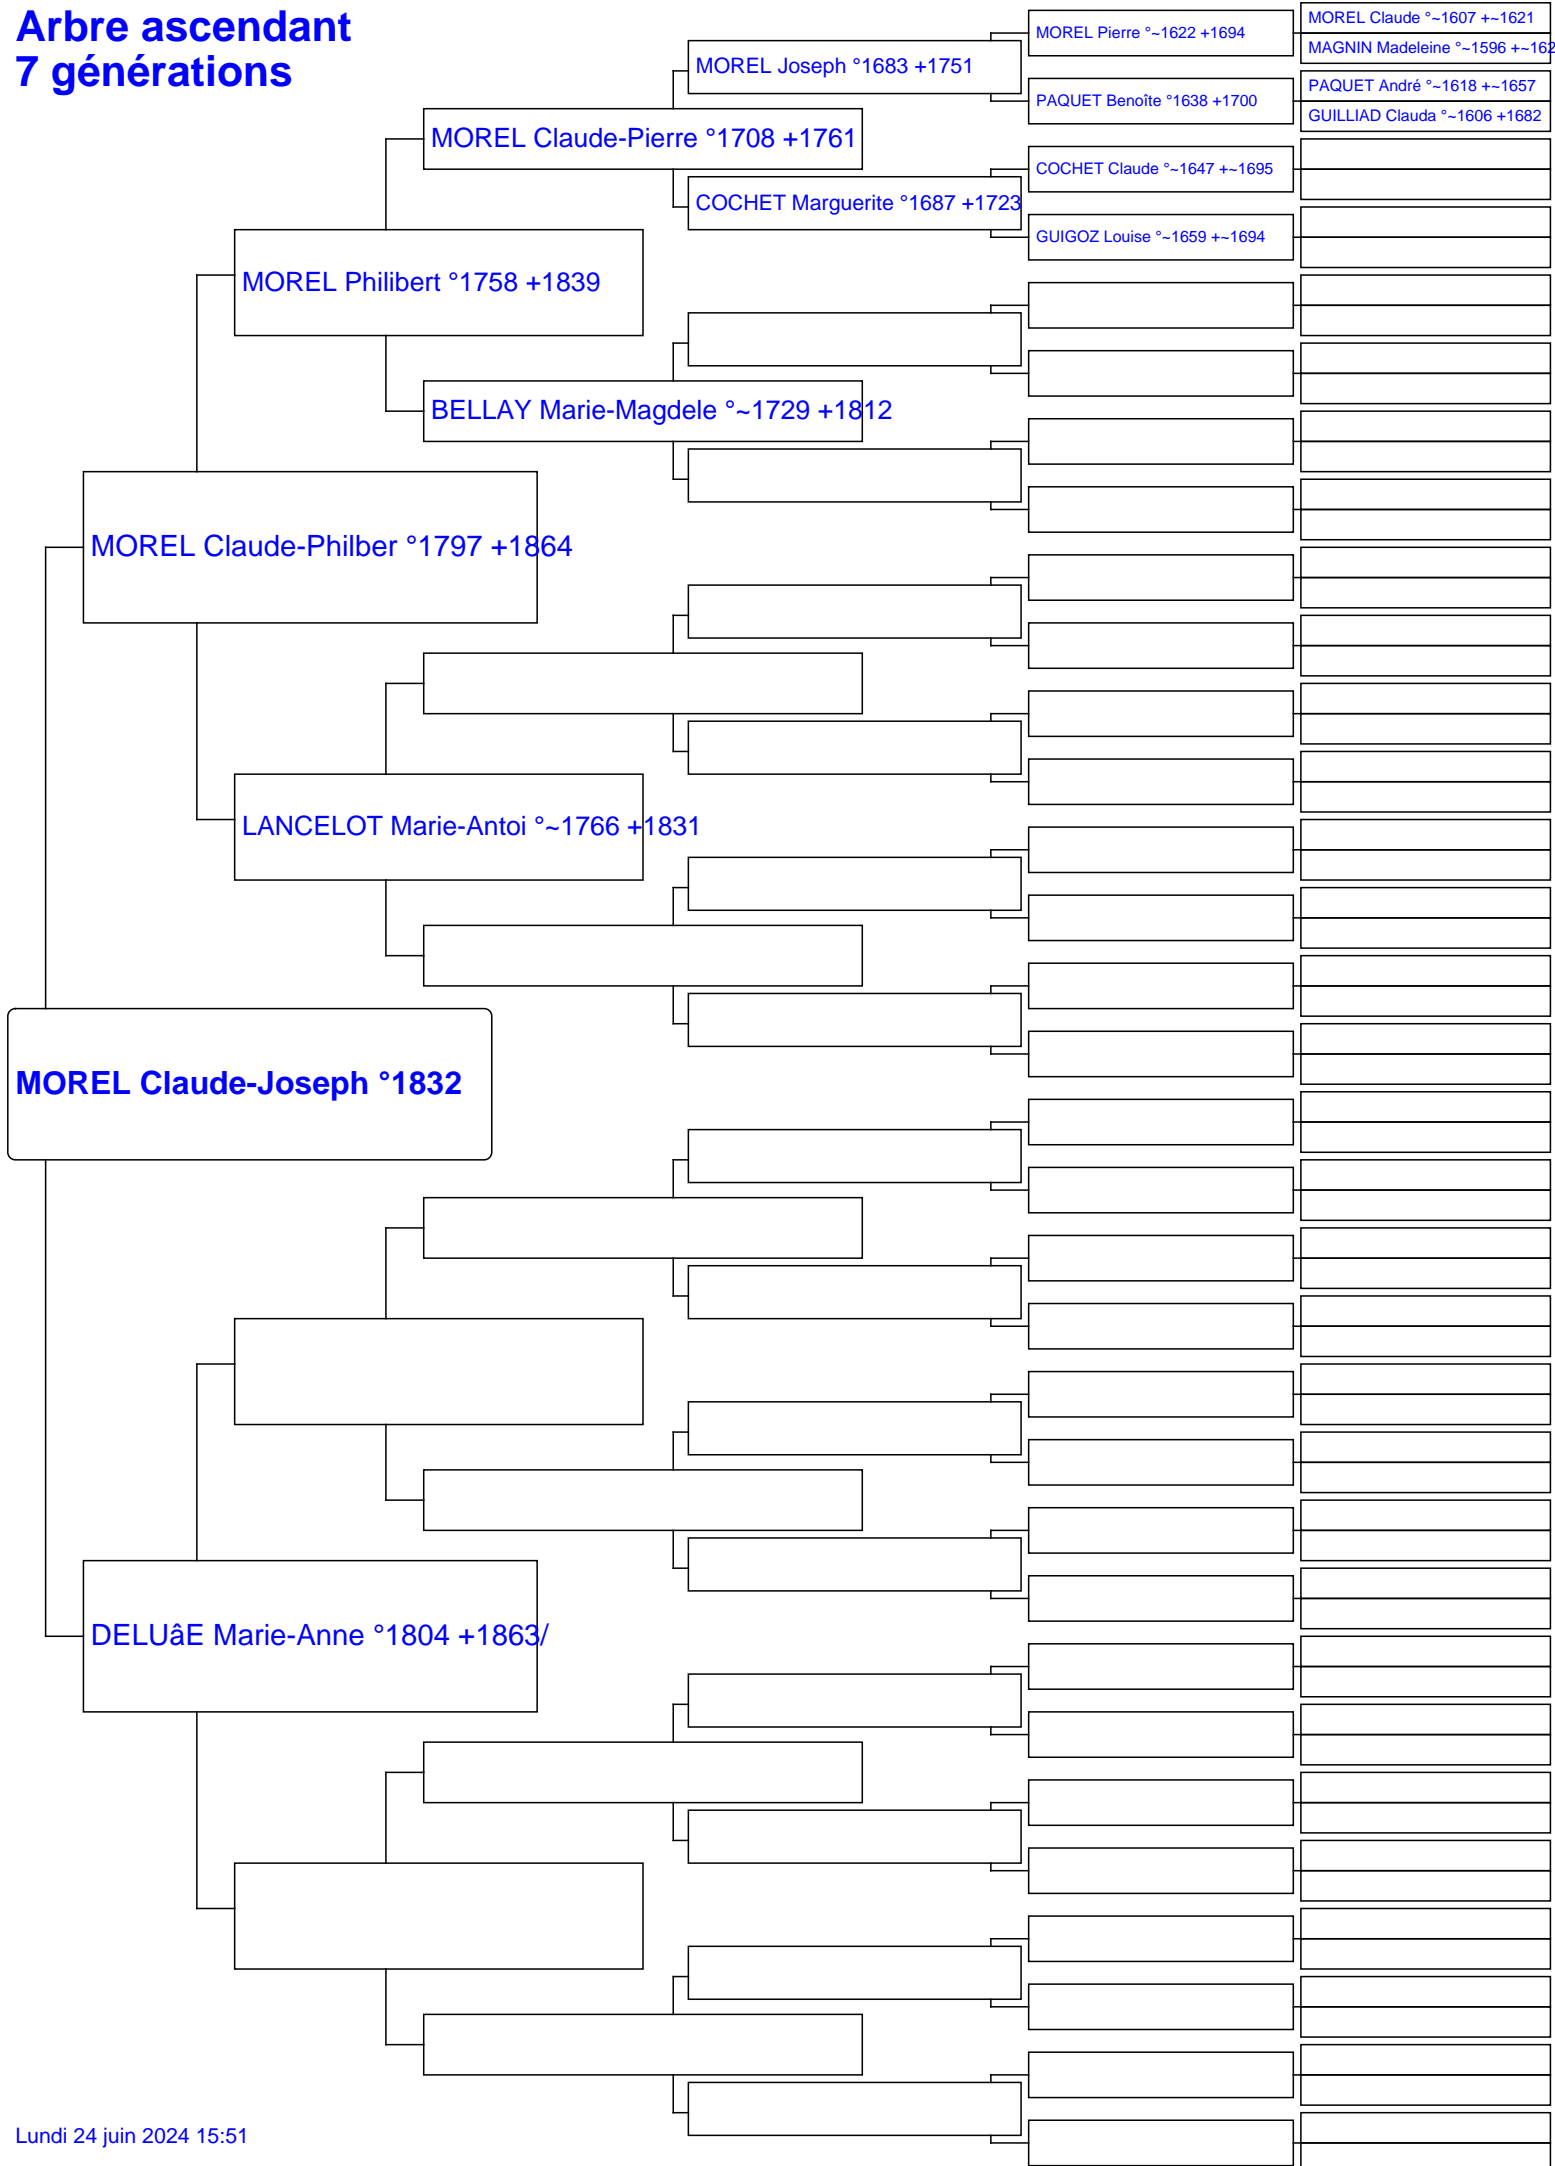 Arbre ascendant
7 générations
MOREL Claude °~1607 +~1621
MOREL Pierre °~1622 +1694
MAGNIN Madeleine °~1596 +~162
MOREL Joseph °1683 +1751
PAQUET André °~1618 +~1657
PAQUET Benoîte °1638 +1700
GUILLIAD Clauda °~1606 +1682
MOREL Claude-Pierre °1708 +1761
COCHET Claude °~1647 +~1695
COCHET Marguerite °1687 +1723
GUIGOZ Louise °~1659 +~1694
MOREL Philibert °1758 +1839
BELLAY Marie-Magdele °~1729 +1812
MOREL Claude-Philber °1797 +1864
LANCELOT Marie-Antoi °~1766 +1831
MOREL Claude-Joseph °1832
DELUâE Marie-Anne °1804 +1863/
Lundi 24 juin 2024 15:51